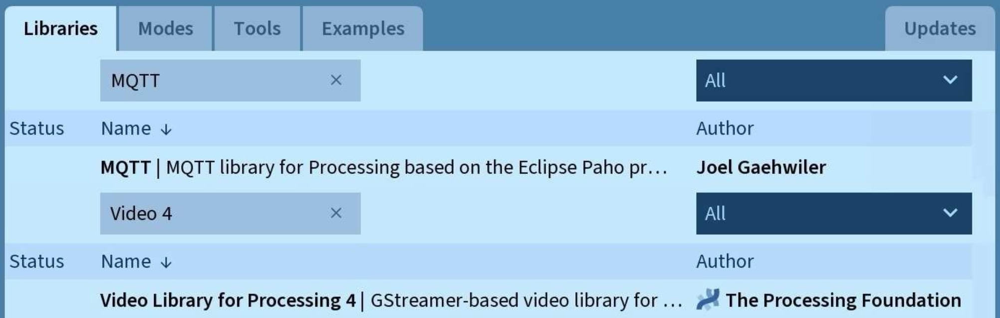 Libraries Modes Tools Examples Updates
MQTT × All
Status Name ↓ Author
MQTT | MQTT library for Processing based on the Eclipse Paho pr… Joel Gaehwiler
Video 4 × All
Status Name ↓ Author
Video Library for Processing 4 | GStreamer-based video library for … The Processing Foundation